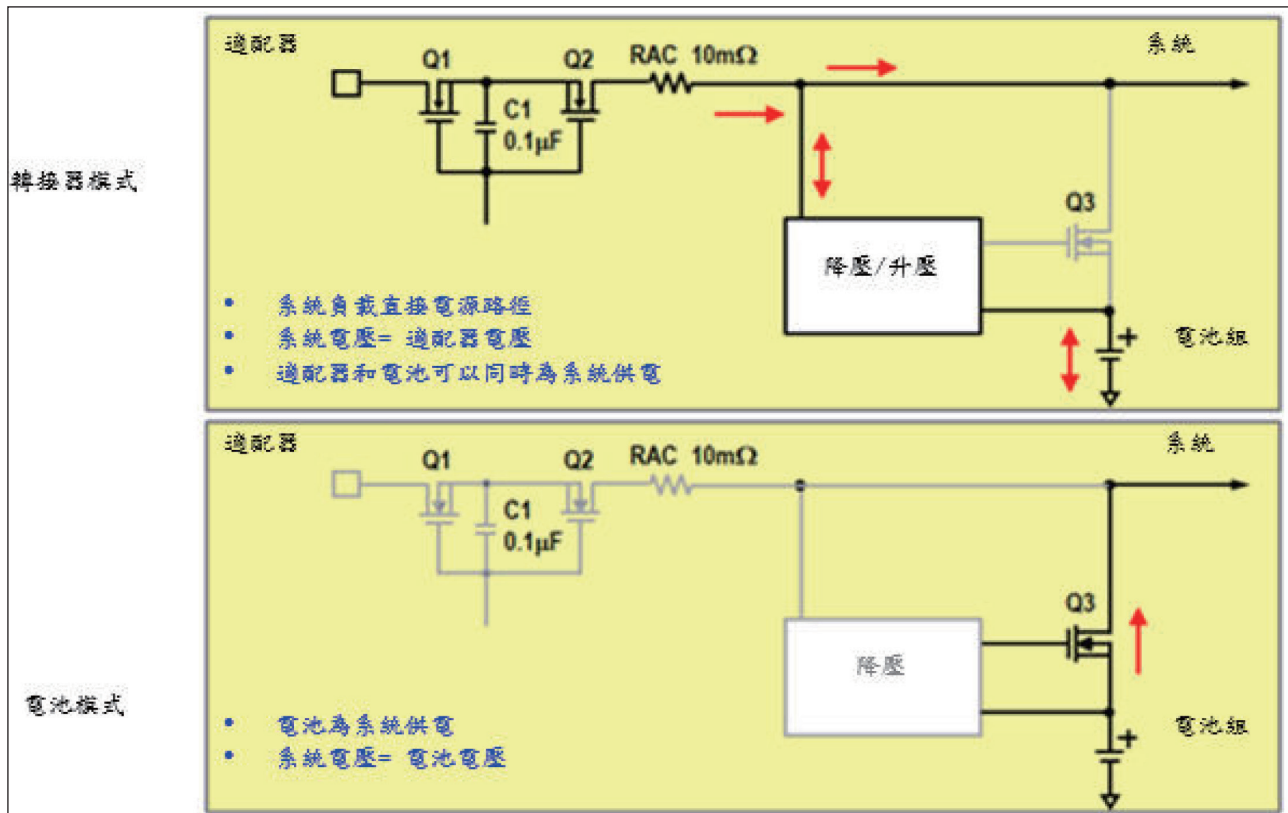 轉接器模式
適配器
系統
Q1
Q2
RAC 10mΩ
C1
0.1μF
Q3
降壓/升壓
• 系統負載直接電源路徑
• 系統電壓= 適配器電壓
• 適配器和電池可以同時為系統供電
+
電池組
電池模式
適配器
系統
Q1
Q2
RAC 10mΩ
C1
0.1μF
Q3
降壓
• 電池為系統供電
• 系統電壓= 電池電壓
+
電池組